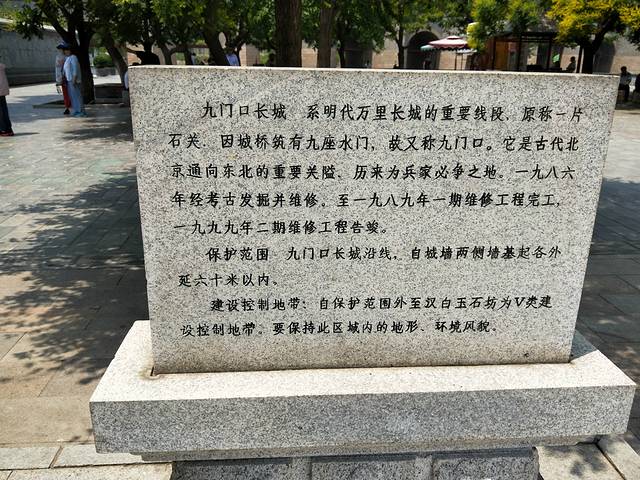 九门口长城　系明代万里长城的重要线段，原称一片
石关．因城桥筑有九座水门，故又称九门口。它是古代北
京通向东北的重要关隘、历来为兵家必争之地。一九八六
年经考古发掘并维修。至一九八九年一期维修工程完工，
一九九九年二期维修工程告竣。
保护范围　九门口长城沿线，自城墙两侧墙基起各外
延六十米以内。
建设控制地带：自保护范围外至汉白玉石坊为V类建
设控制地带。要保持此区域内的地形、环境风貌。